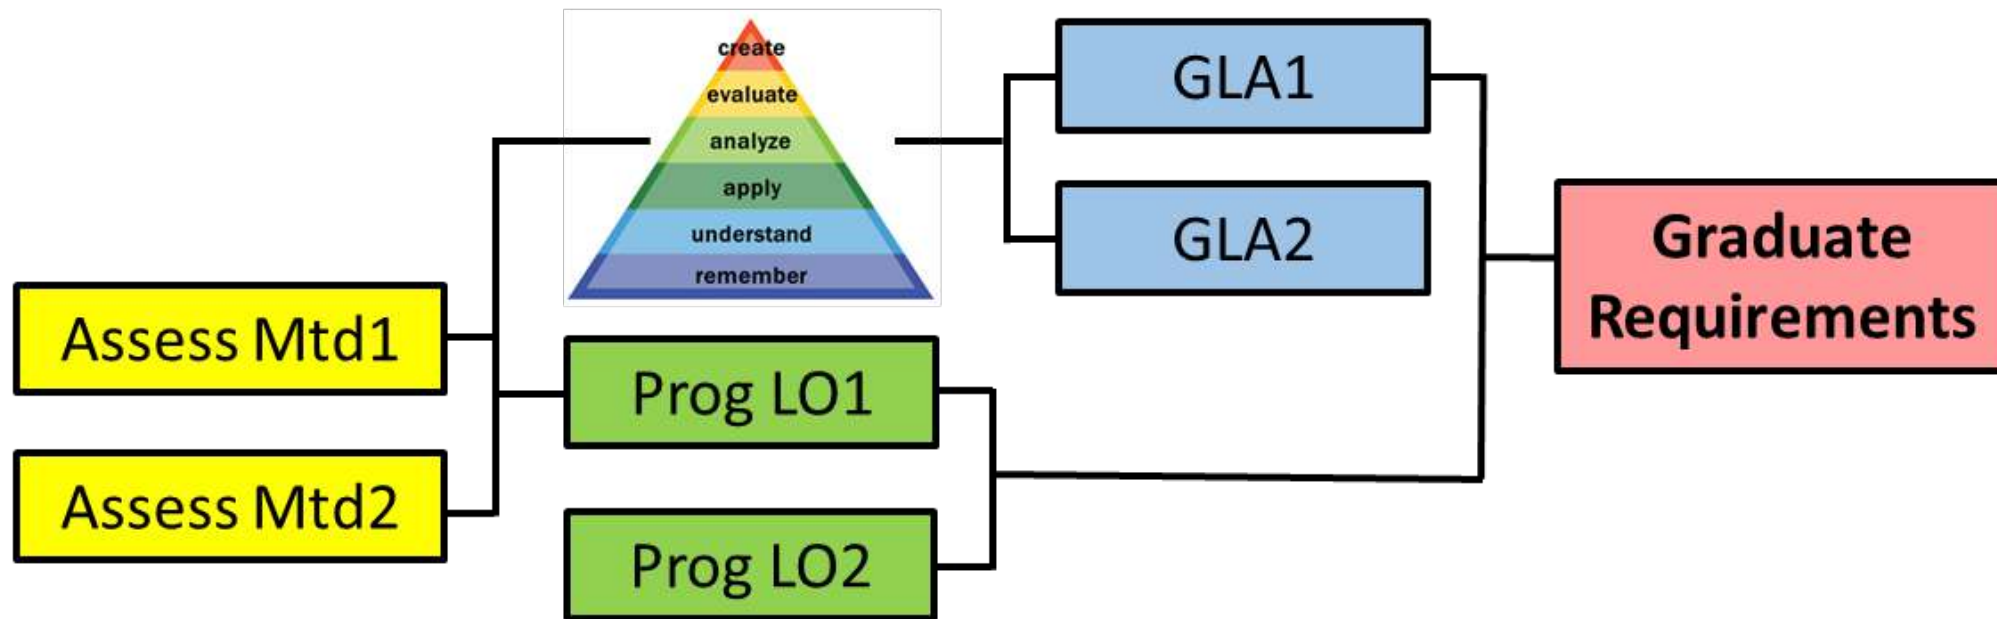 create
evaluate
analyze
apply
understand
remember
GLA1
GLA2
Graduate
Requirements
Assess Mtd1
Assess Mtd2
Prog LO1
Prog LO2